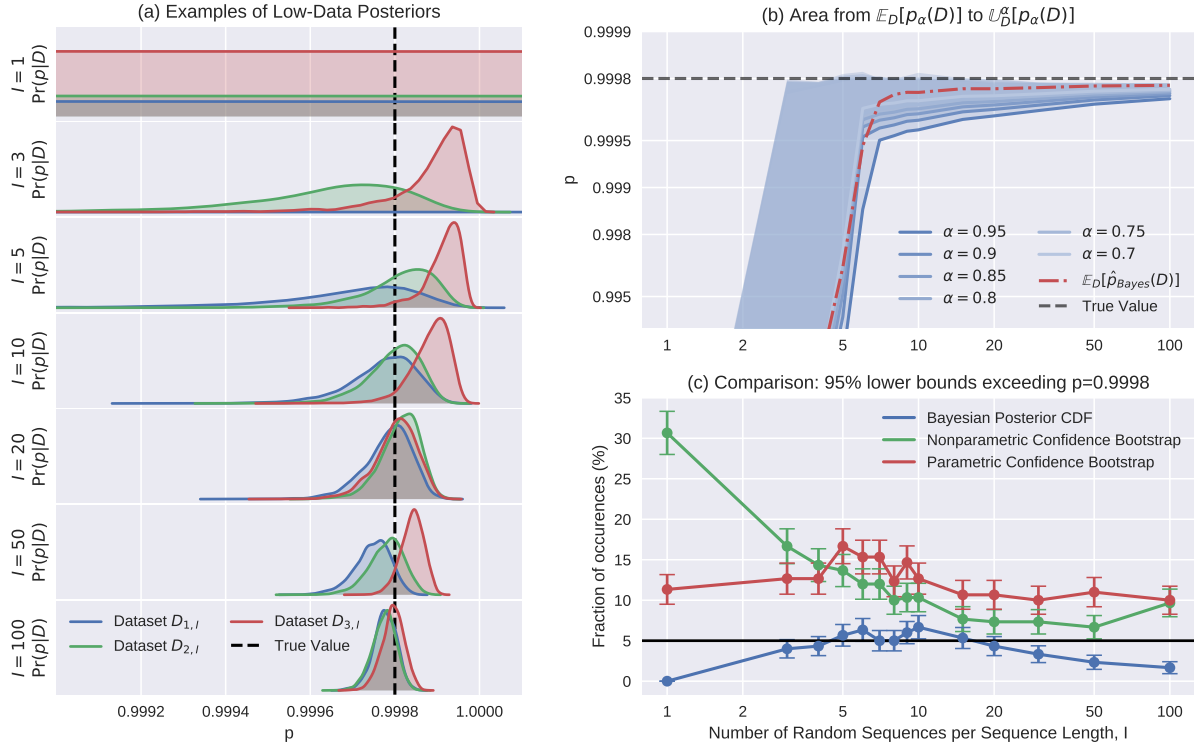 (a) Examples of Low-Data Posteriors
I = 1
Pr(p|D)
I = 3
Pr(p|D)
I = 5
Pr(p|D)
I = 10
Pr(p|D)
I = 20
Pr(p|D)
I = 50
Pr(p|D)
I = 100
Pr(p|D)
Dataset D₁,I
Dataset D₂,I
Dataset D₃,I
True Value
0.9992
0.9994
0.9996
0.9998
1.0000
p
(b) Area from 𝔼_D[p_α(D)] to 𝕌_D^α[p_α(D)]
0.9999
0.9998
0.9995
0.999
0.998
0.995
p
α = 0.95
α = 0.9
α = 0.85
α = 0.8
α = 0.75
α = 0.7
𝔼_D[p̂_Bayes(D)]
True Value
1
2
5
10
20
50
100
(c) Comparison: 95% lower bounds exceeding p=0.9998
35
30
25
20
15
10
5
0
Fraction of occurences (%)
Bayesian Posterior CDF
Nonparametric Confidence Bootstrap
Parametric Confidence Bootstrap
1
2
5
10
20
50
100
Number of Random Sequences per Sequence Length, I